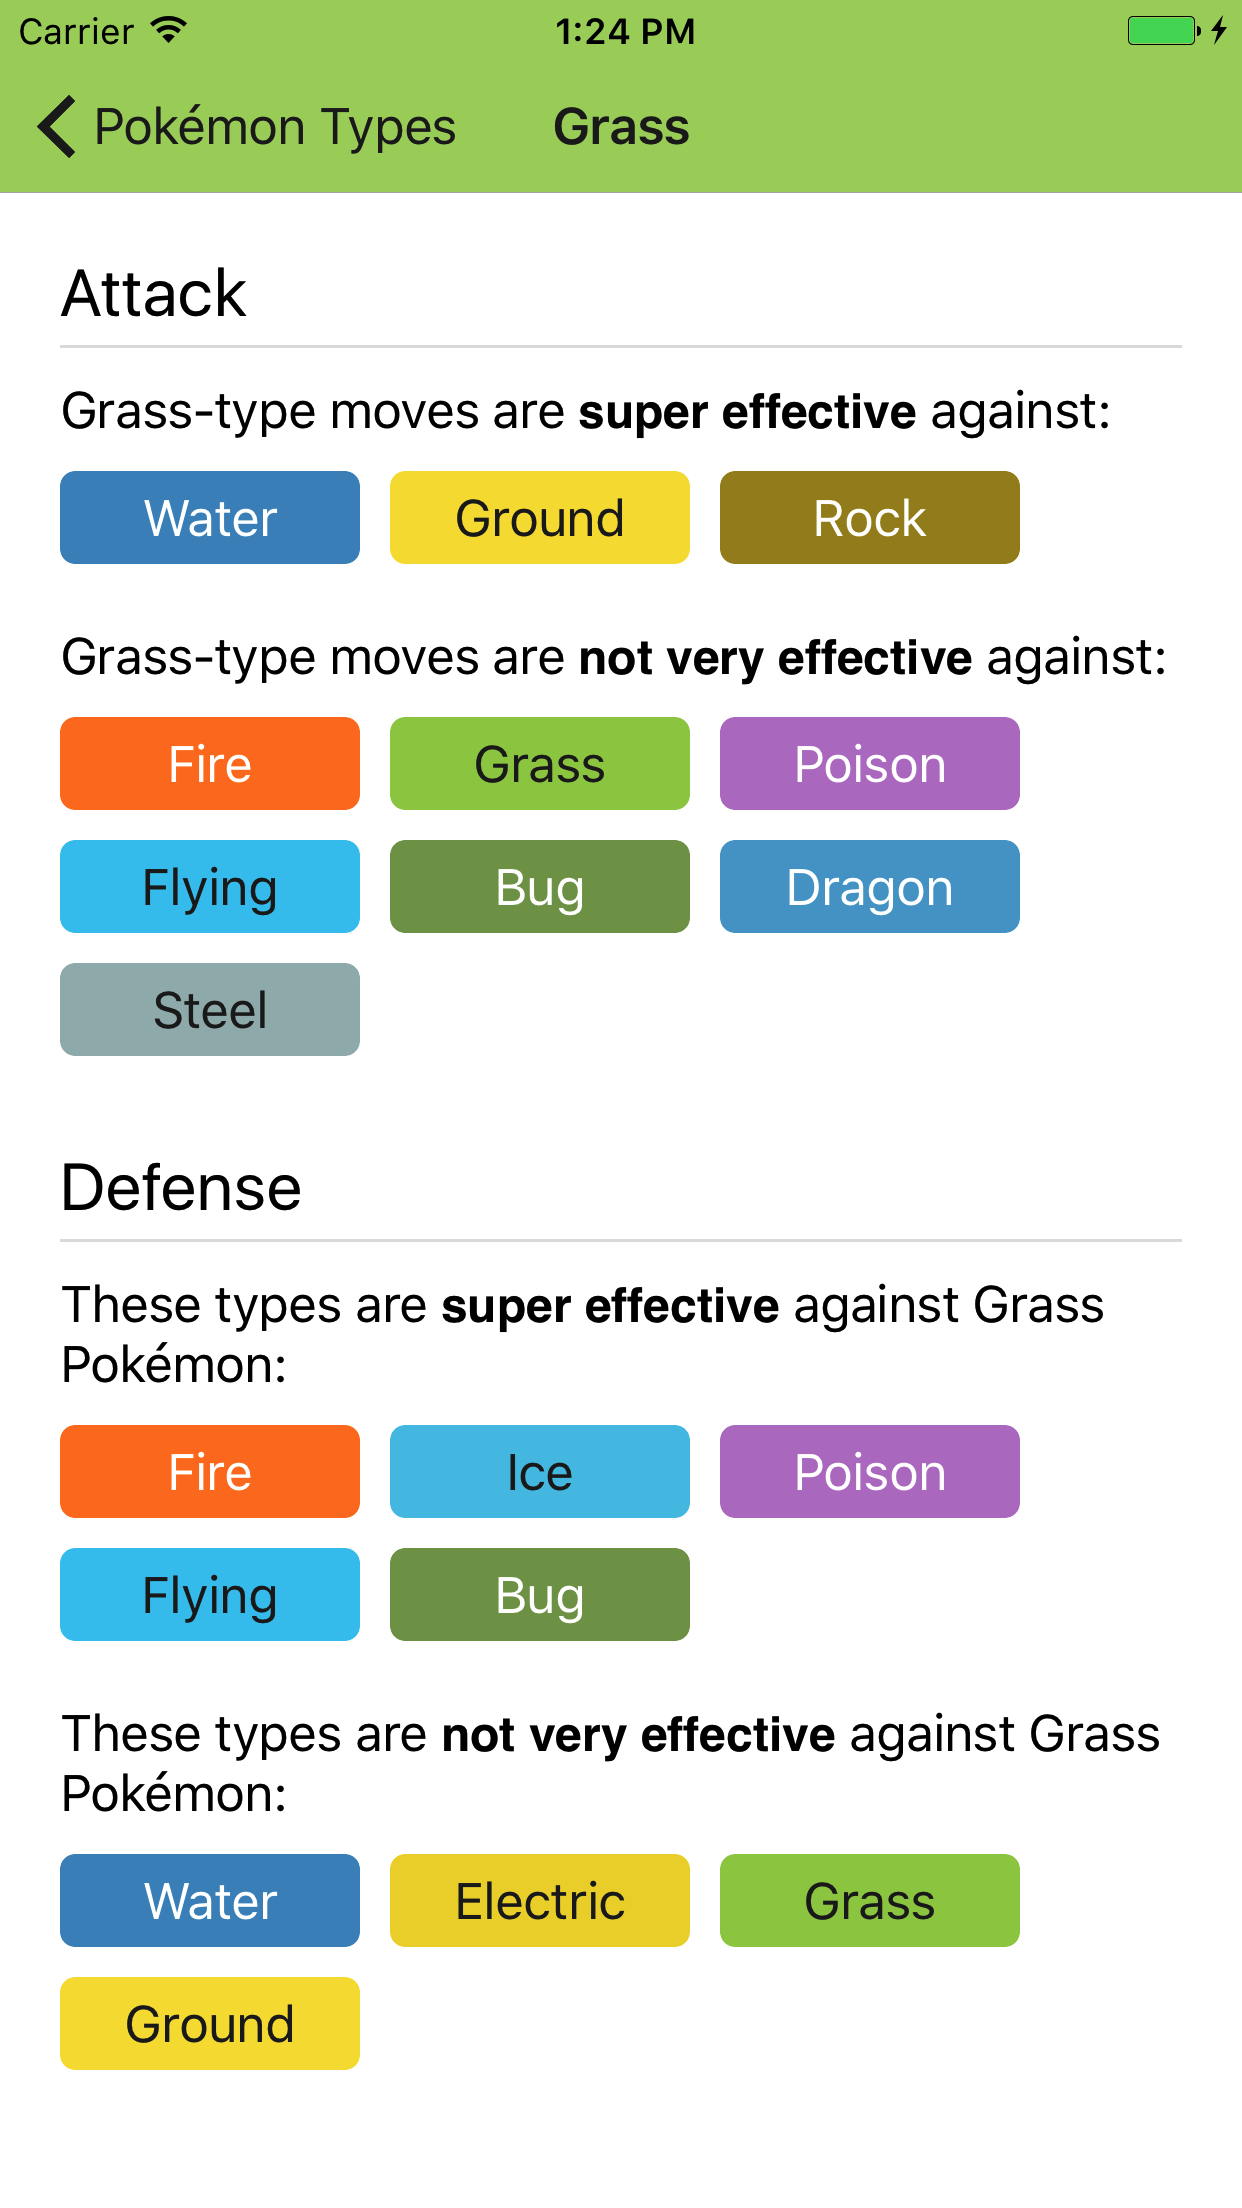 Carrier 1:24 PM
Pokémon Types Grass
Attack
Grass-type moves are super effective against:
Water Ground Rock
Grass-type moves are not very effective against:
Fire Grass Poison
Flying Bug Dragon
Steel
Defense
These types are super effective against Grass
Pokémon:
Fire Ice Poison
Flying Bug
These types are not very effective against Grass
Pokémon:
Water Electric Grass
Ground